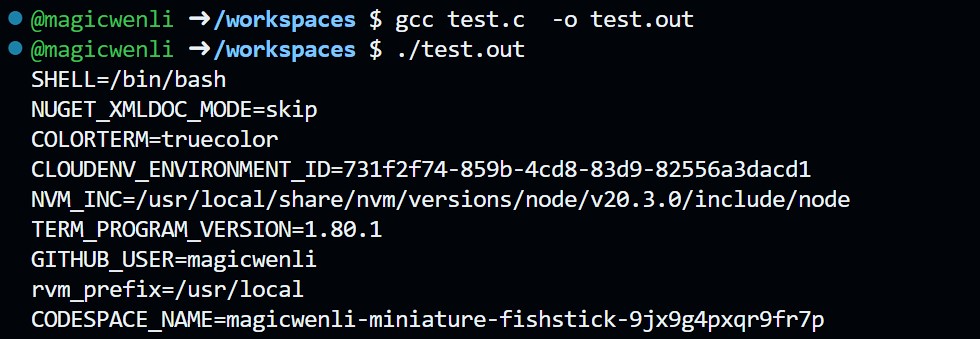 @magicwenli ➜/workspaces $ gcc test.c  -o test.out
@magicwenli ➜/workspaces $ ./test.out
SHELL=/bin/bash
NUGET_XMLDOC_MODE=skip
COLORTERM=truecolor
CLOUDENV_ENVIRONMENT_ID=731f2f74-859b-4cd8-83d9-82556a3dacd1
NVM_INC=/usr/local/share/nvm/versions/node/v20.3.0/include/node
TERM_PROGRAM_VERSION=1.80.1
GITHUB_USER=magicwenli
rvm_prefix=/usr/local
CODESPACE_NAME=magicwenli-miniature-fishstick-9jx9g4pxqr9fr7p